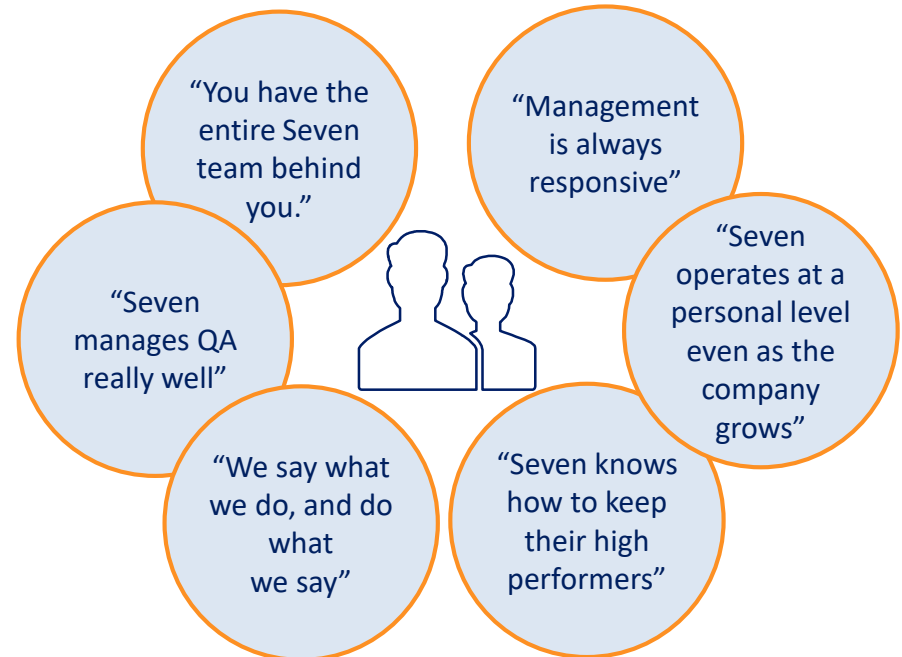 “You have the
entire Seven
team behind
you.”
“Management
is always
responsive”
“Seven
operates at a
personal level
even as the
company
grows”
“Seven
manages QA
really well”
“We say what
we do, and do
what
we say”
“Seven knows
how to keep
their high
performers”